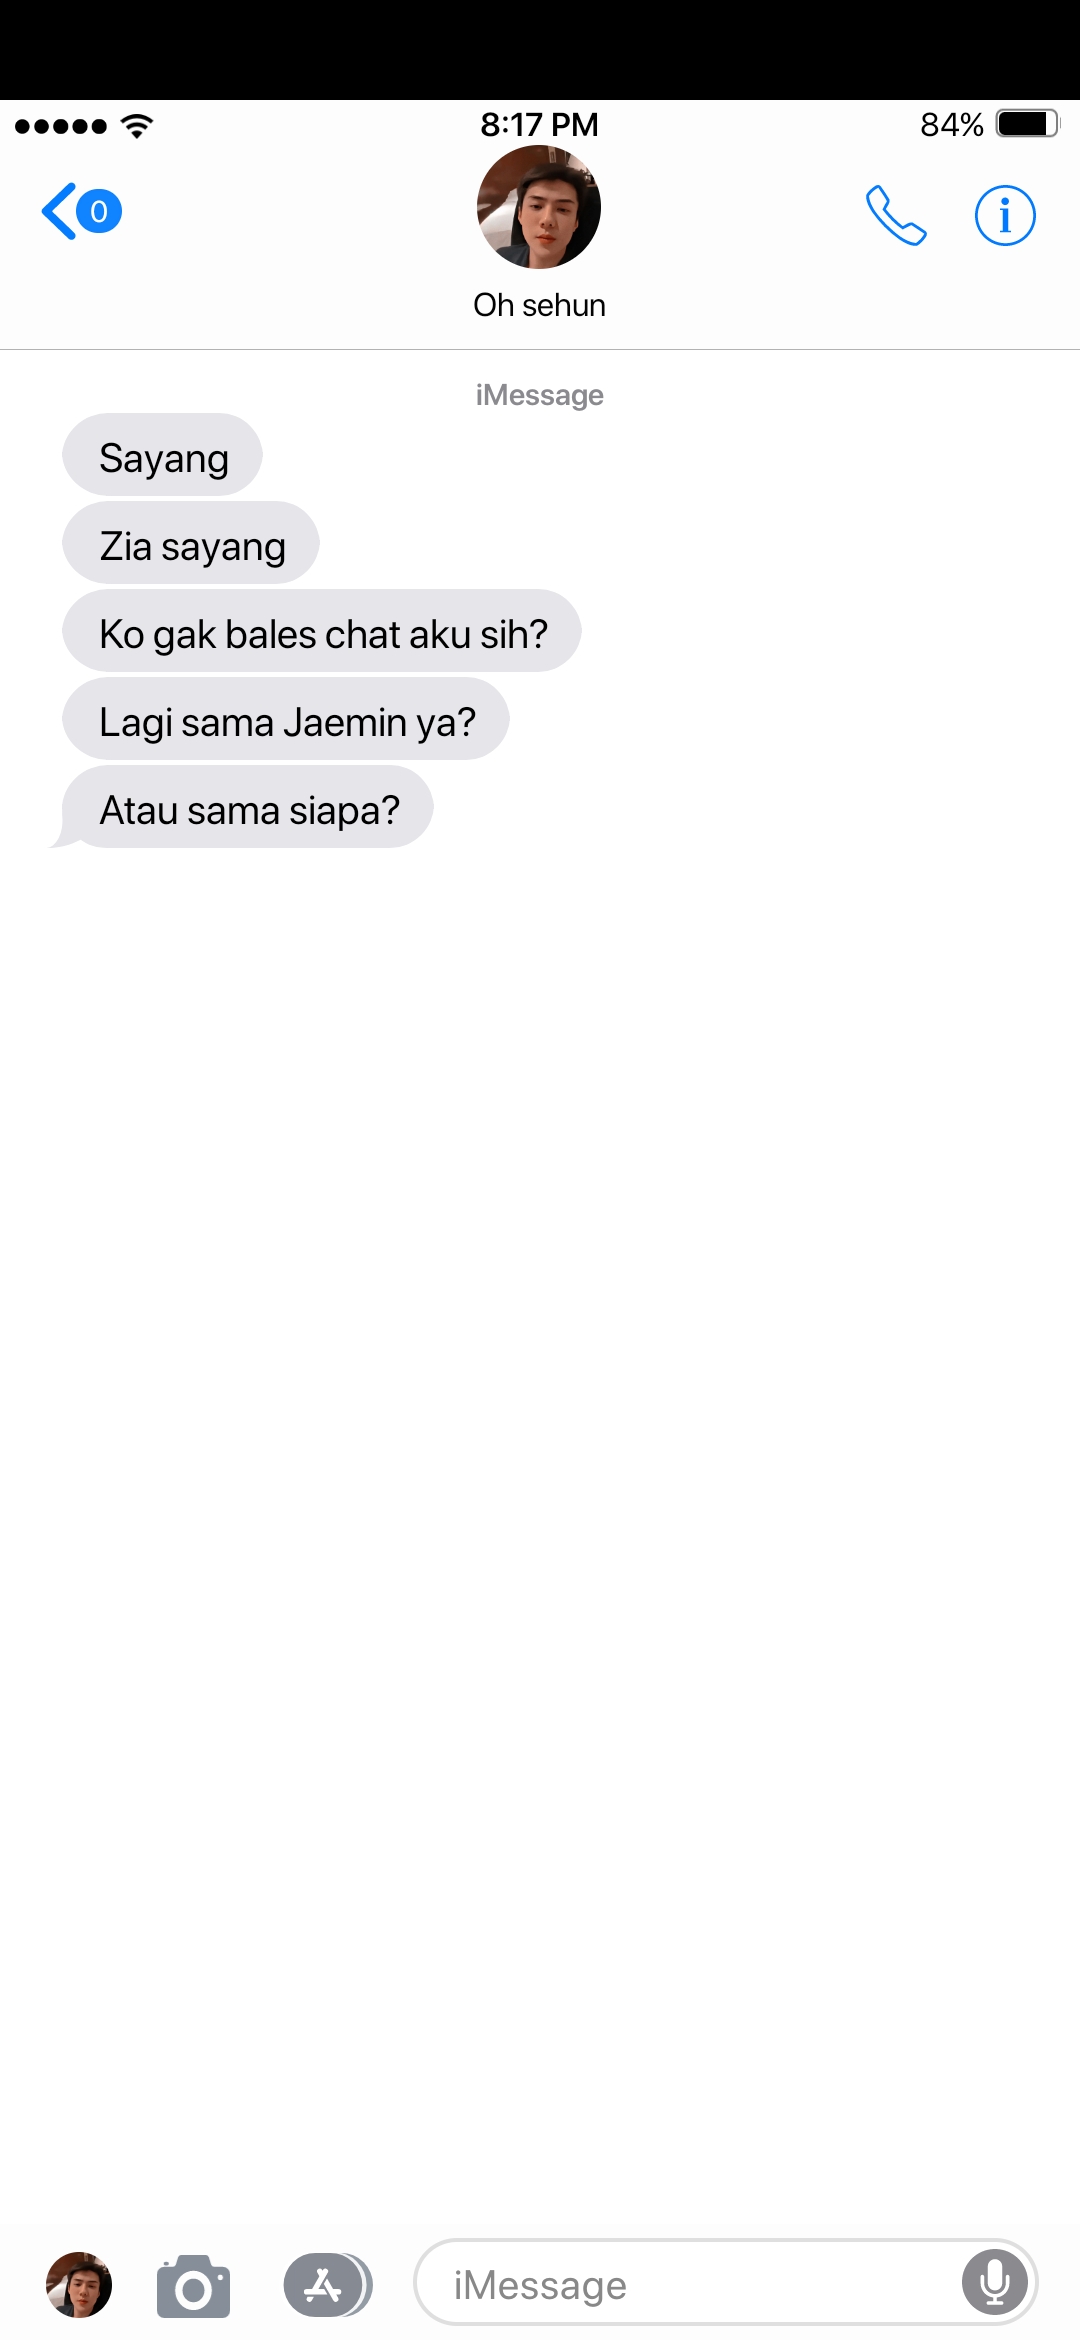 8:17 PM
84%
0
Oh sehun
iMessage
Sayang
Zia sayang
Ko gak bales chat aku sih?
Lagi sama Jaemin ya?
Atau sama siapa?
iMessage